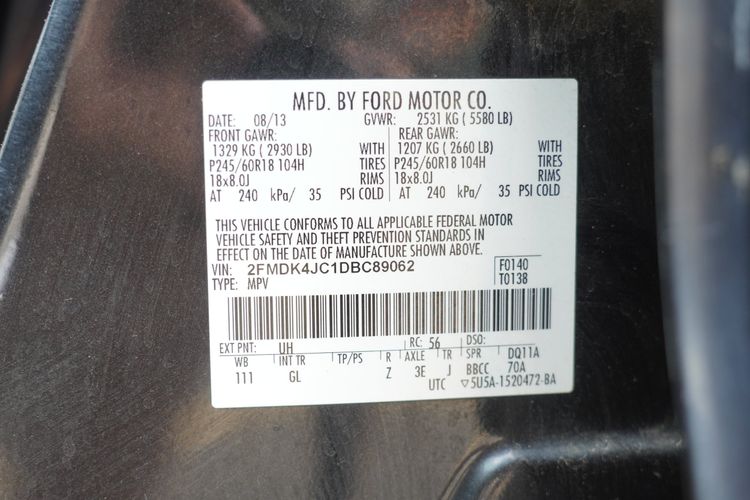 MFD. BY FORD MOTOR CO.
DATE: 08/13 GVWR: 2531 KG ( 5580 LB)
FRONT GAWR: REAR GAWR:
1329 KG ( 2930 LB) WITH 1207 KG ( 2660 LB) WITH
P245/60R18 104H TIRES P245/60R18 104H TIRES
18x8.0J RIMS 18x8.0J RIMS
AT 240 kPa/ 35 PSI COLD AT 240 kPa/ 35 PSI COLD
THIS VEHICLE CONFORMS TO ALL APPLICABLE FEDERAL MOTOR
VEHICLE SAFETY AND THEFT PREVENTION STANDARDS IN
EFFECT ON THE DATE OF MANUFACTURE SHOWN ABOVE.
VIN: 2FMDK4JC1DBC89062 F0140
TYPE: MPV T0138
EXT PNT: UH RC: 56 DSO:
WB INT TR TP/PS R AXLE TR SPR DQ11A
111 GL Z 3E J BBCC 70A
UTC ▽5U5A-1520472-BA